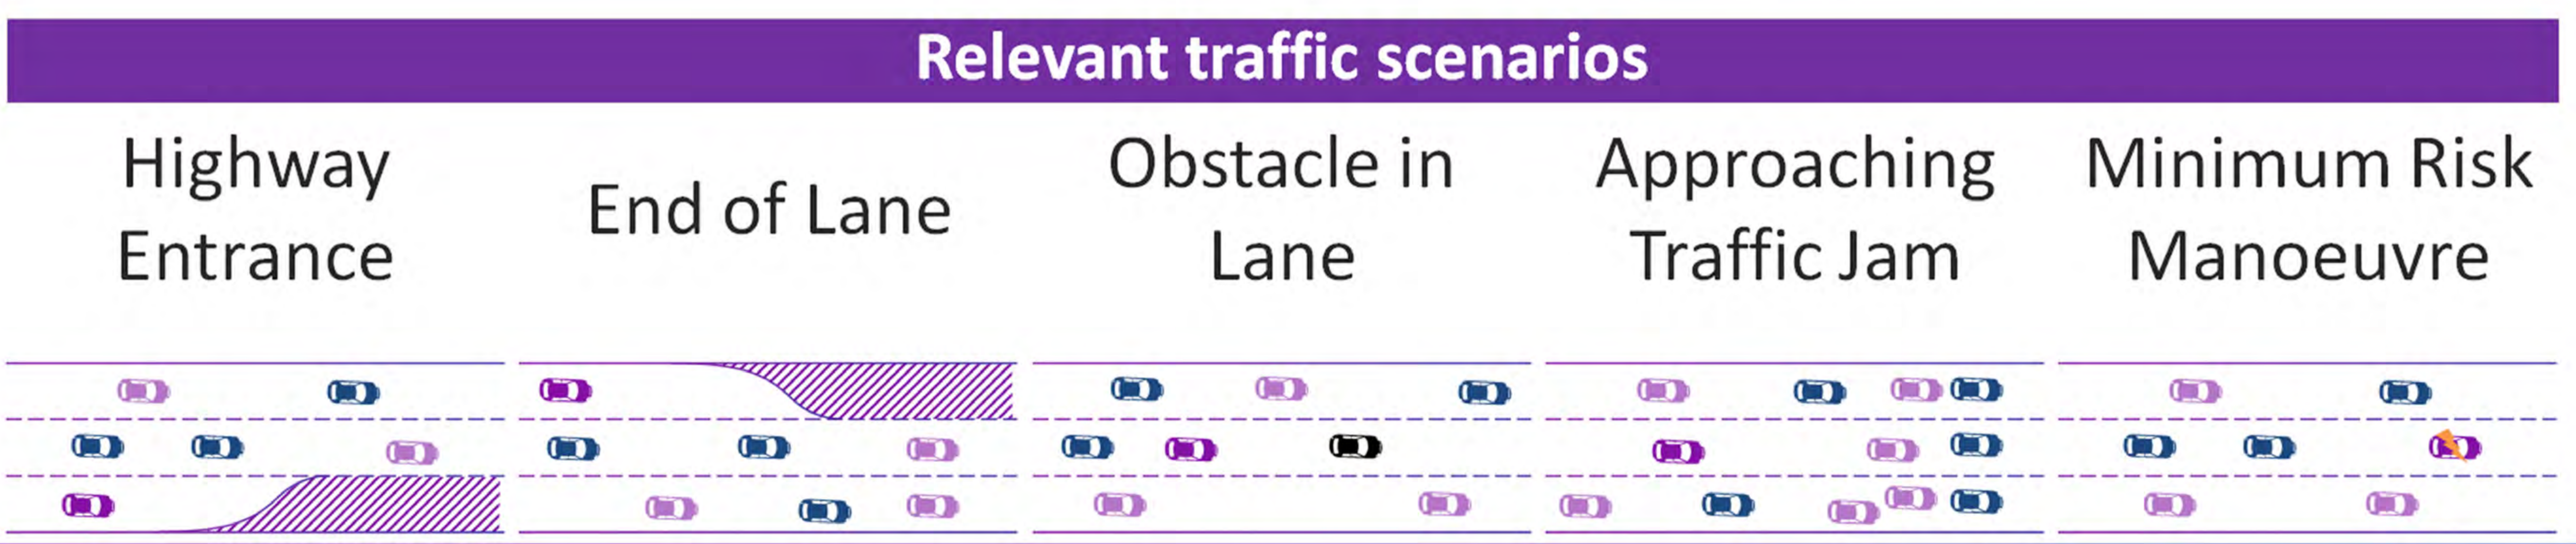 Relevant traffic scenarios
Highway
Entrance
End of Lane
Obstacle in
Lane
Approaching
Traffic Jam
Minimum Risk
Manoeuvre